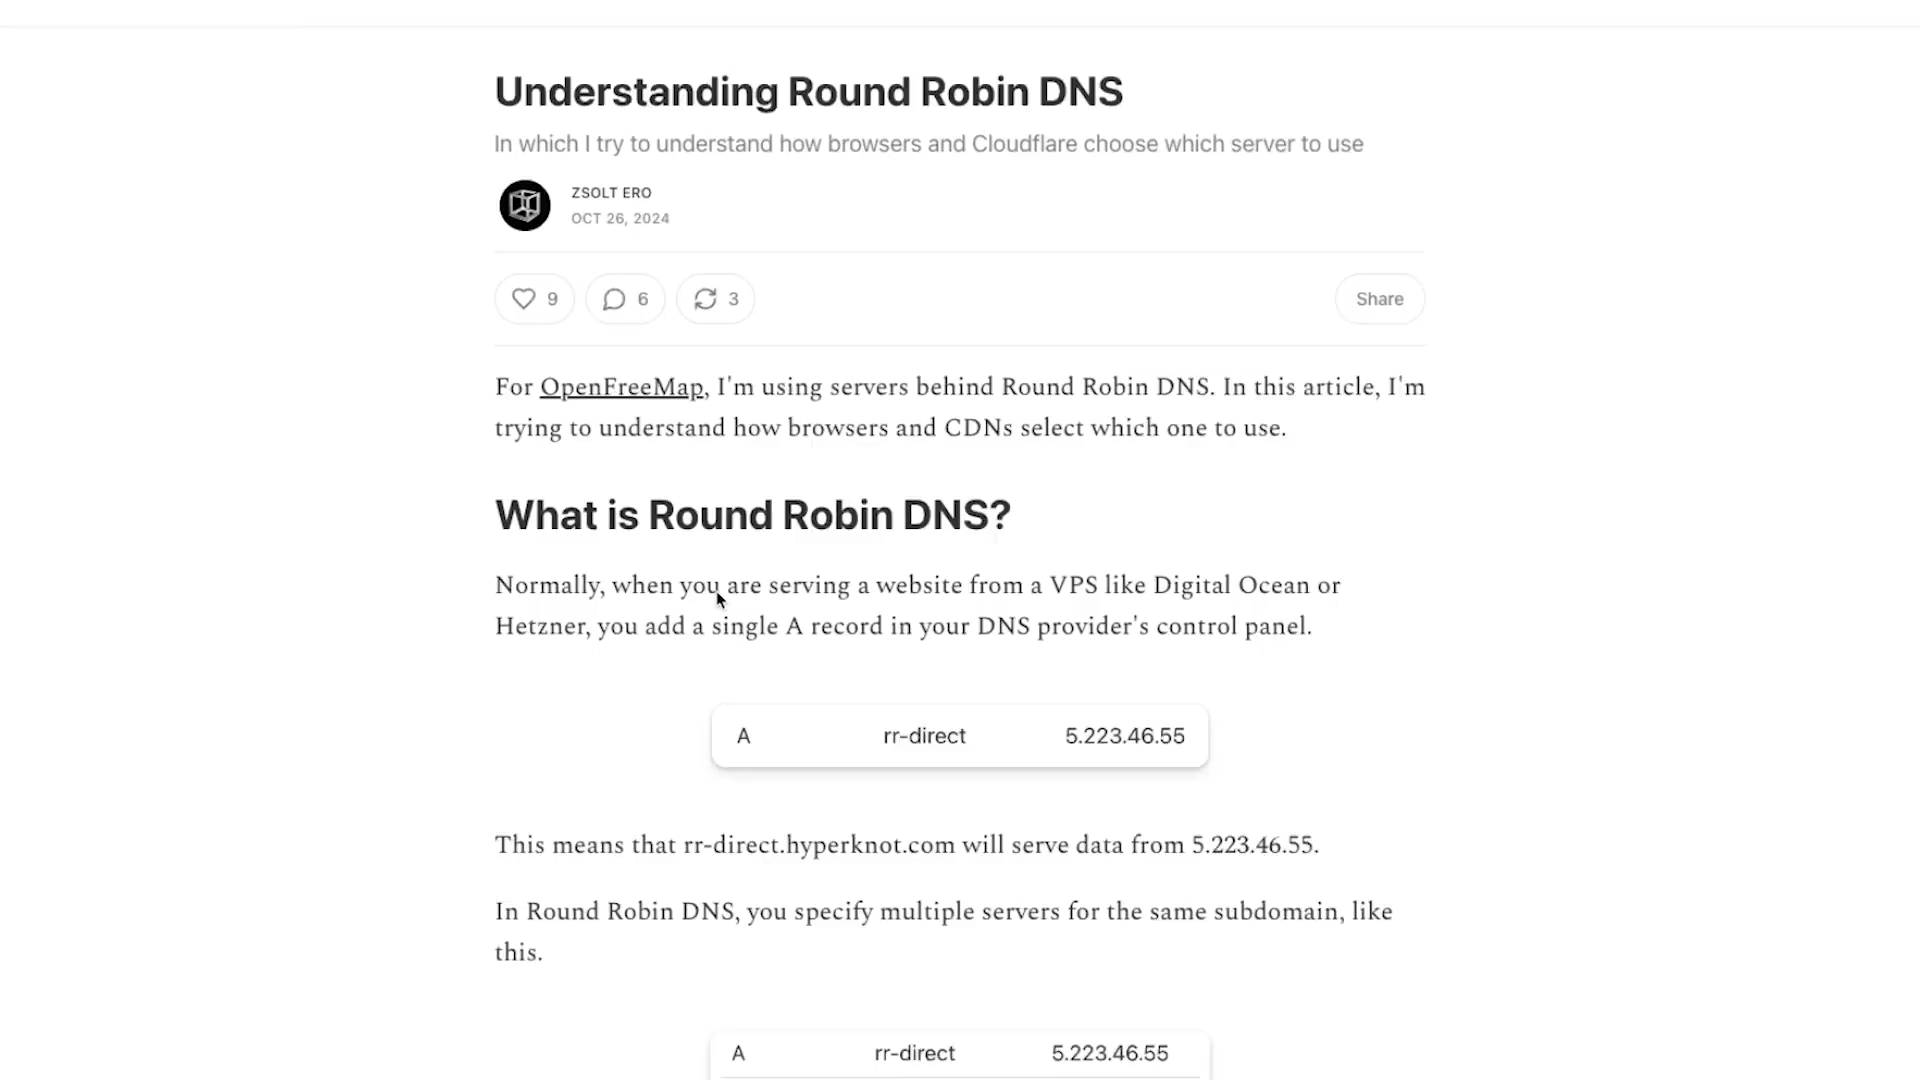 Understanding Round Robin DNS
In which I try to understand how browsers and Cloudflare choose which server to use
ZSOLT ERO
OCT 26, 2024
9 6 3 Share
For OpenFreeMap, I'm using servers behind Round Robin DNS. In this article, I'm
trying to understand how browsers and CDNs select which one to use.
What is Round Robin DNS?
Normally, when you are serving a website from a VPS like Digital Ocean or
Hetzner, you add a single A record in your DNS provider's control panel.
A rr-direct 5.223.46.55
This means that rr-direct.hyperknot.com will serve data from 5.223.46.55.
In Round Robin DNS, you specify multiple servers for the same subdomain, like
this.
A rr-direct 5.223.46.55